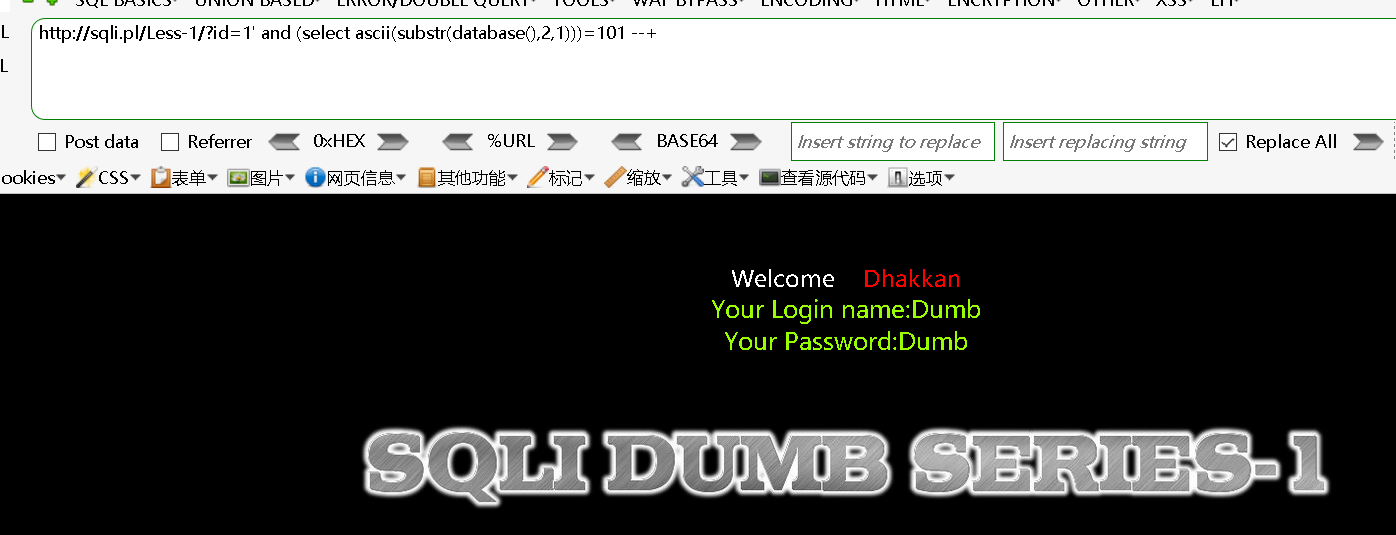 SQL BASICS UNION BASED ERROR/DOUBLE QUERY TOOLS WAF BYPASS ENCODING HTML ENCRYPTION OTHER XSS LFI
L http://sqli.pl/Less-1/?id=1' and (select ascii(substr(database(),2,1)))=101 --+
L
Post data Referrer 0xHEX %URL BASE64 Insert string to replace Insert replacing string Replace All
ookies CSS 表单 图片 网页信息 其他功能 标记 缩放 工具 查看源代码 选项
Welcome Dhakkan
Your Login name:Dumb
Your Password:Dumb
SQLI DUMB SERIES-1